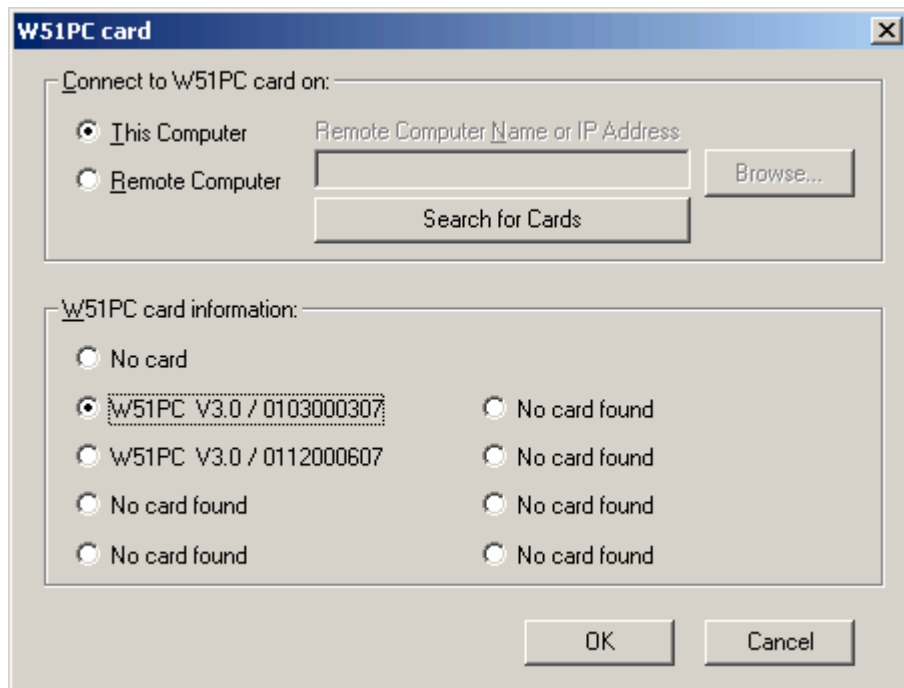 W51PC card
Connect to W51PC card on:
This Computer
Remote Computer Name or IP Address
Remote Computer
Browse...
Search for Cards
W51PC card information:
No card
W51PC V3.0 / 0103000307
No card found
W51PC V3.0 / 0112000607
No card found
No card found
No card found
No card found
No card found
OK
Cancel